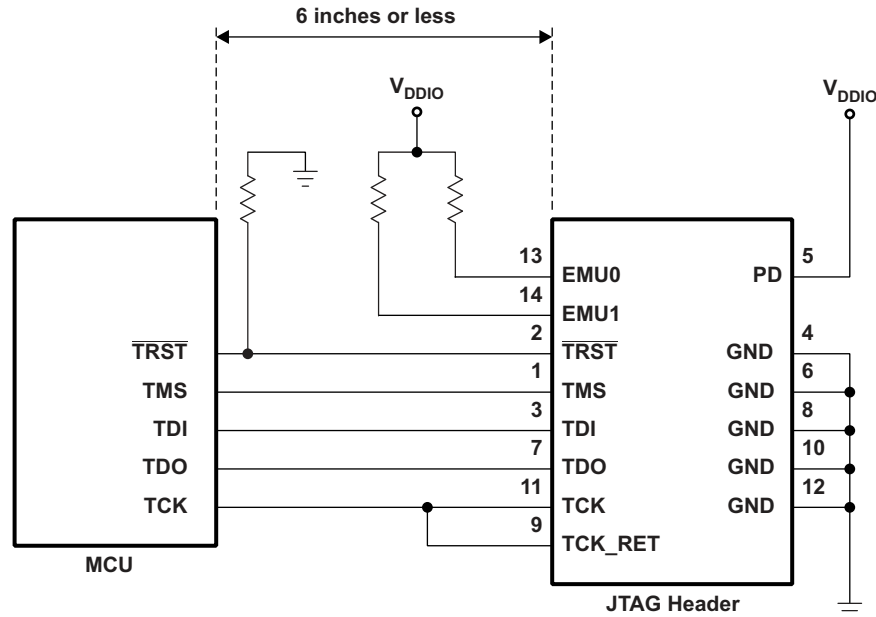 6 inches or less
VDDIO
VDDIO
13
EMU0
5
PD
14
EMU1
TRST
2
TRST
4
GND
TMS
1
TMS
6
GND
TDI
3
TDI
8
GND
TDO
7
TDO
10
GND
TCK
11
TCK
12
GND
9
TCK_RET
MCU
JTAG Header